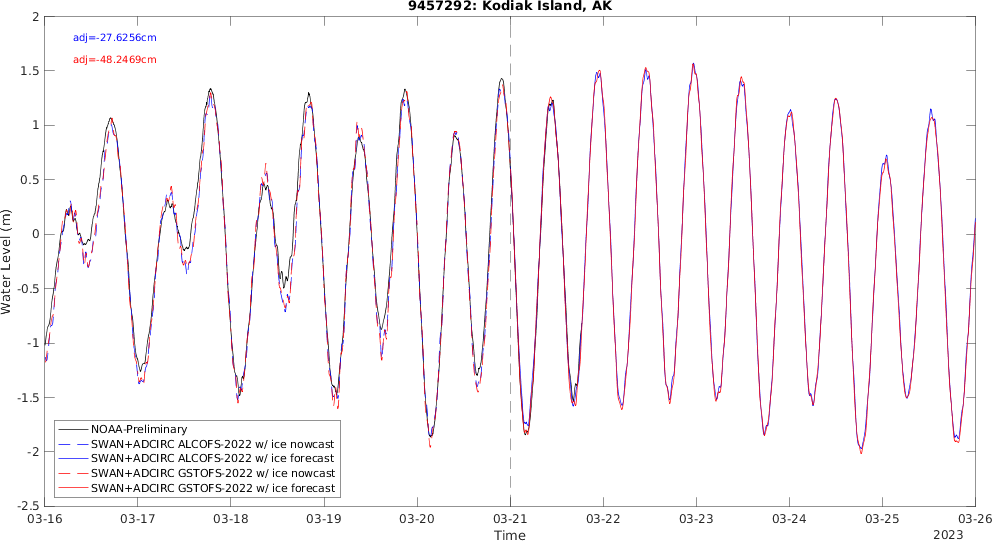 9457292: Kodiak Island, AK
adj=-27.6256cm
adj=-48.2469cm
2
1.5
1
0.5
0
-0.5
-1
-1.5
-2
-2.5
Water Level (m)
NOAA-Preliminary
SWAN+ADCIRC ALCOFS-2022 w/ ice nowcast
SWAN+ADCIRC ALCOFS-2022 w/ ice forecast
SWAN+ADCIRC GSTOFS-2022 w/ ice nowcast
SWAN+ADCIRC GSTOFS-2022 w/ ice forecast
03-16 03-17 03-18 03-19 03-20 03-21 03-22 03-23 03-24 03-25 03-26
Time
2023